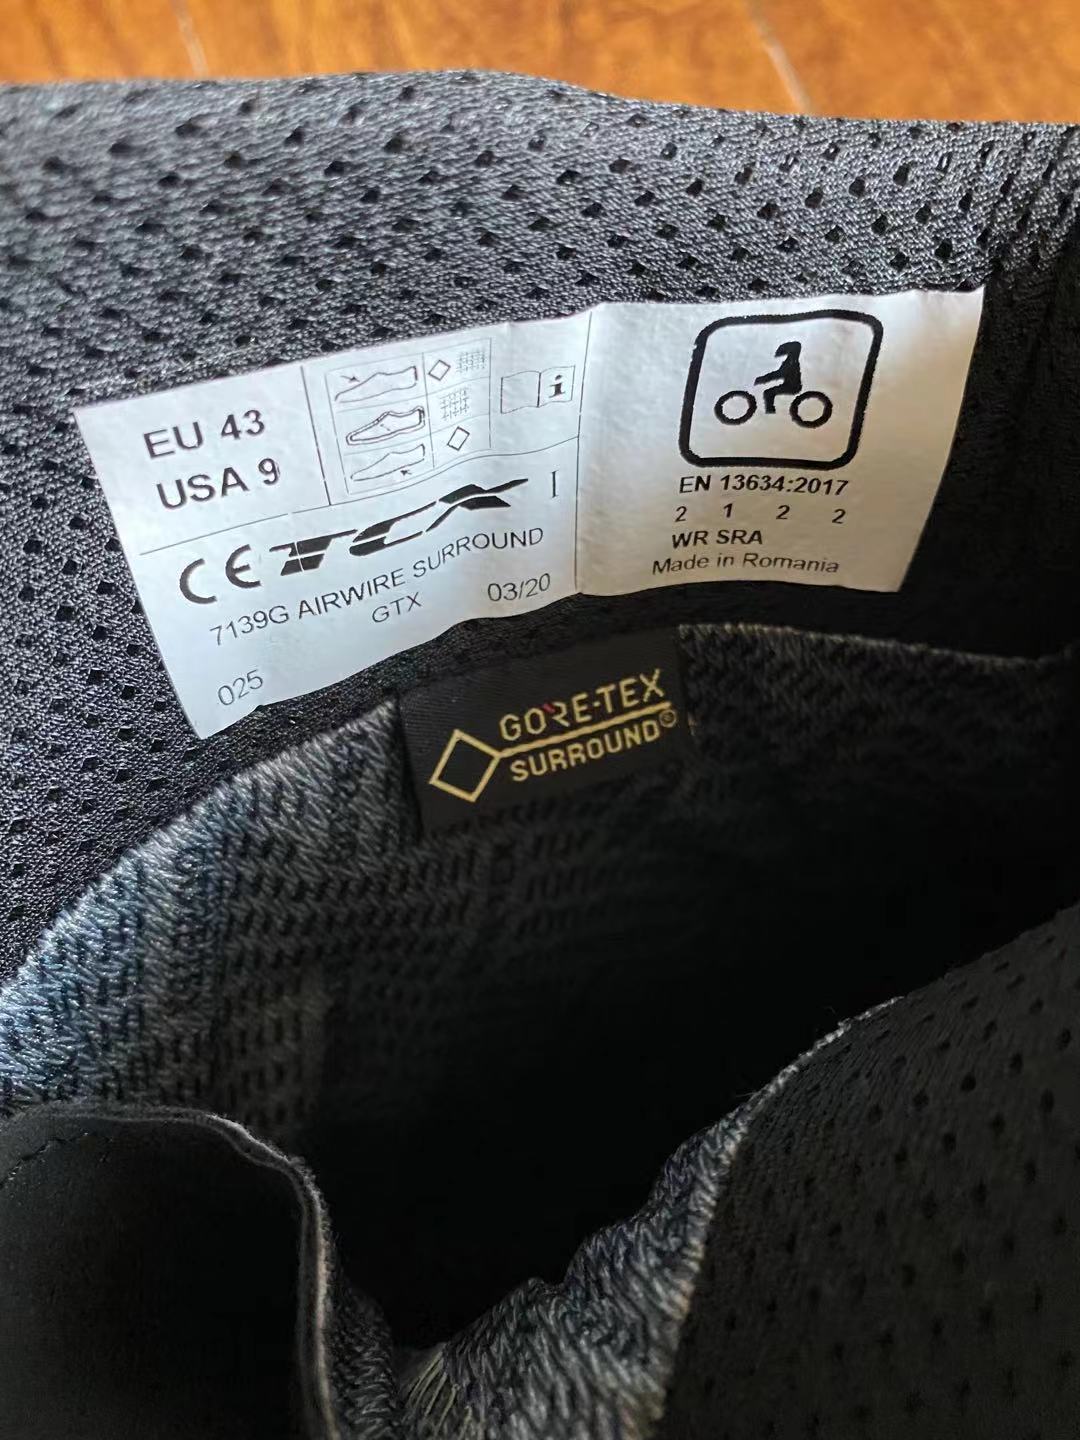 EU 43
USA 9
i
CE TCX I
7139G AIRWIRE SURROUND
GTX
03/20
025
EN 13634:2017
2 1 2 2
WR SRA
Made in Romania
GORE-TEX
SURROUND®